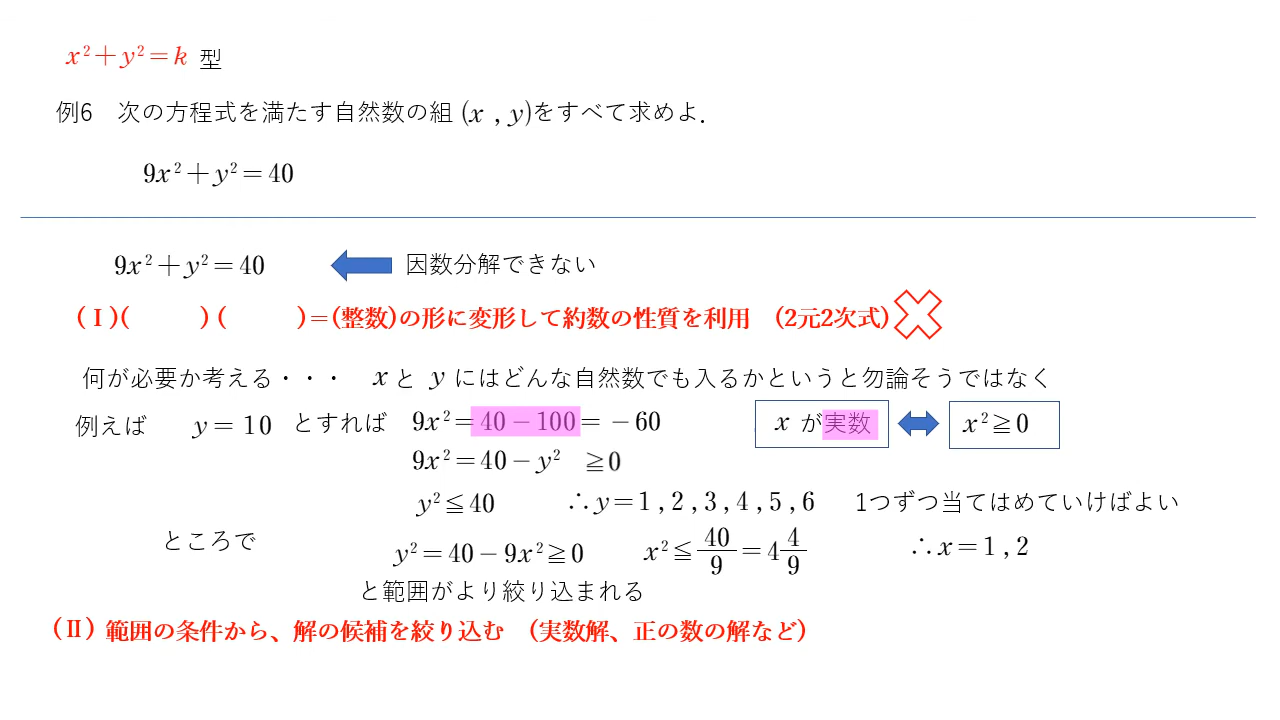 x²+y²=k 型
例6 次の方程式を満たす自然数の組 (x , y)をすべて求めよ.
9x²+y²=40
9x²+y²=40 因数分解できない
(Ⅰ)( )( )=(整数)の形に変形して約数の性質を利用 (2元2次式)
何が必要か考える・・・ x と y にはどんな自然数でも入るかというと勿論そうではなく
例えば y=10 とすれば 9x²=40-100=-60 x が実数 x²≧0
9x²=40-y² ≧0
y²≦40 ∴y=1,2,3,4,5,6 1つずつ当てはめていけばよい
ところで y²=40-9x²≧0 x²≦40/9=4 4/9 ∴x=1,2
と範囲がより絞り込まれる
(Ⅱ) 範囲の条件から、解の候補を絞り込む (実数解、正の数の解など)